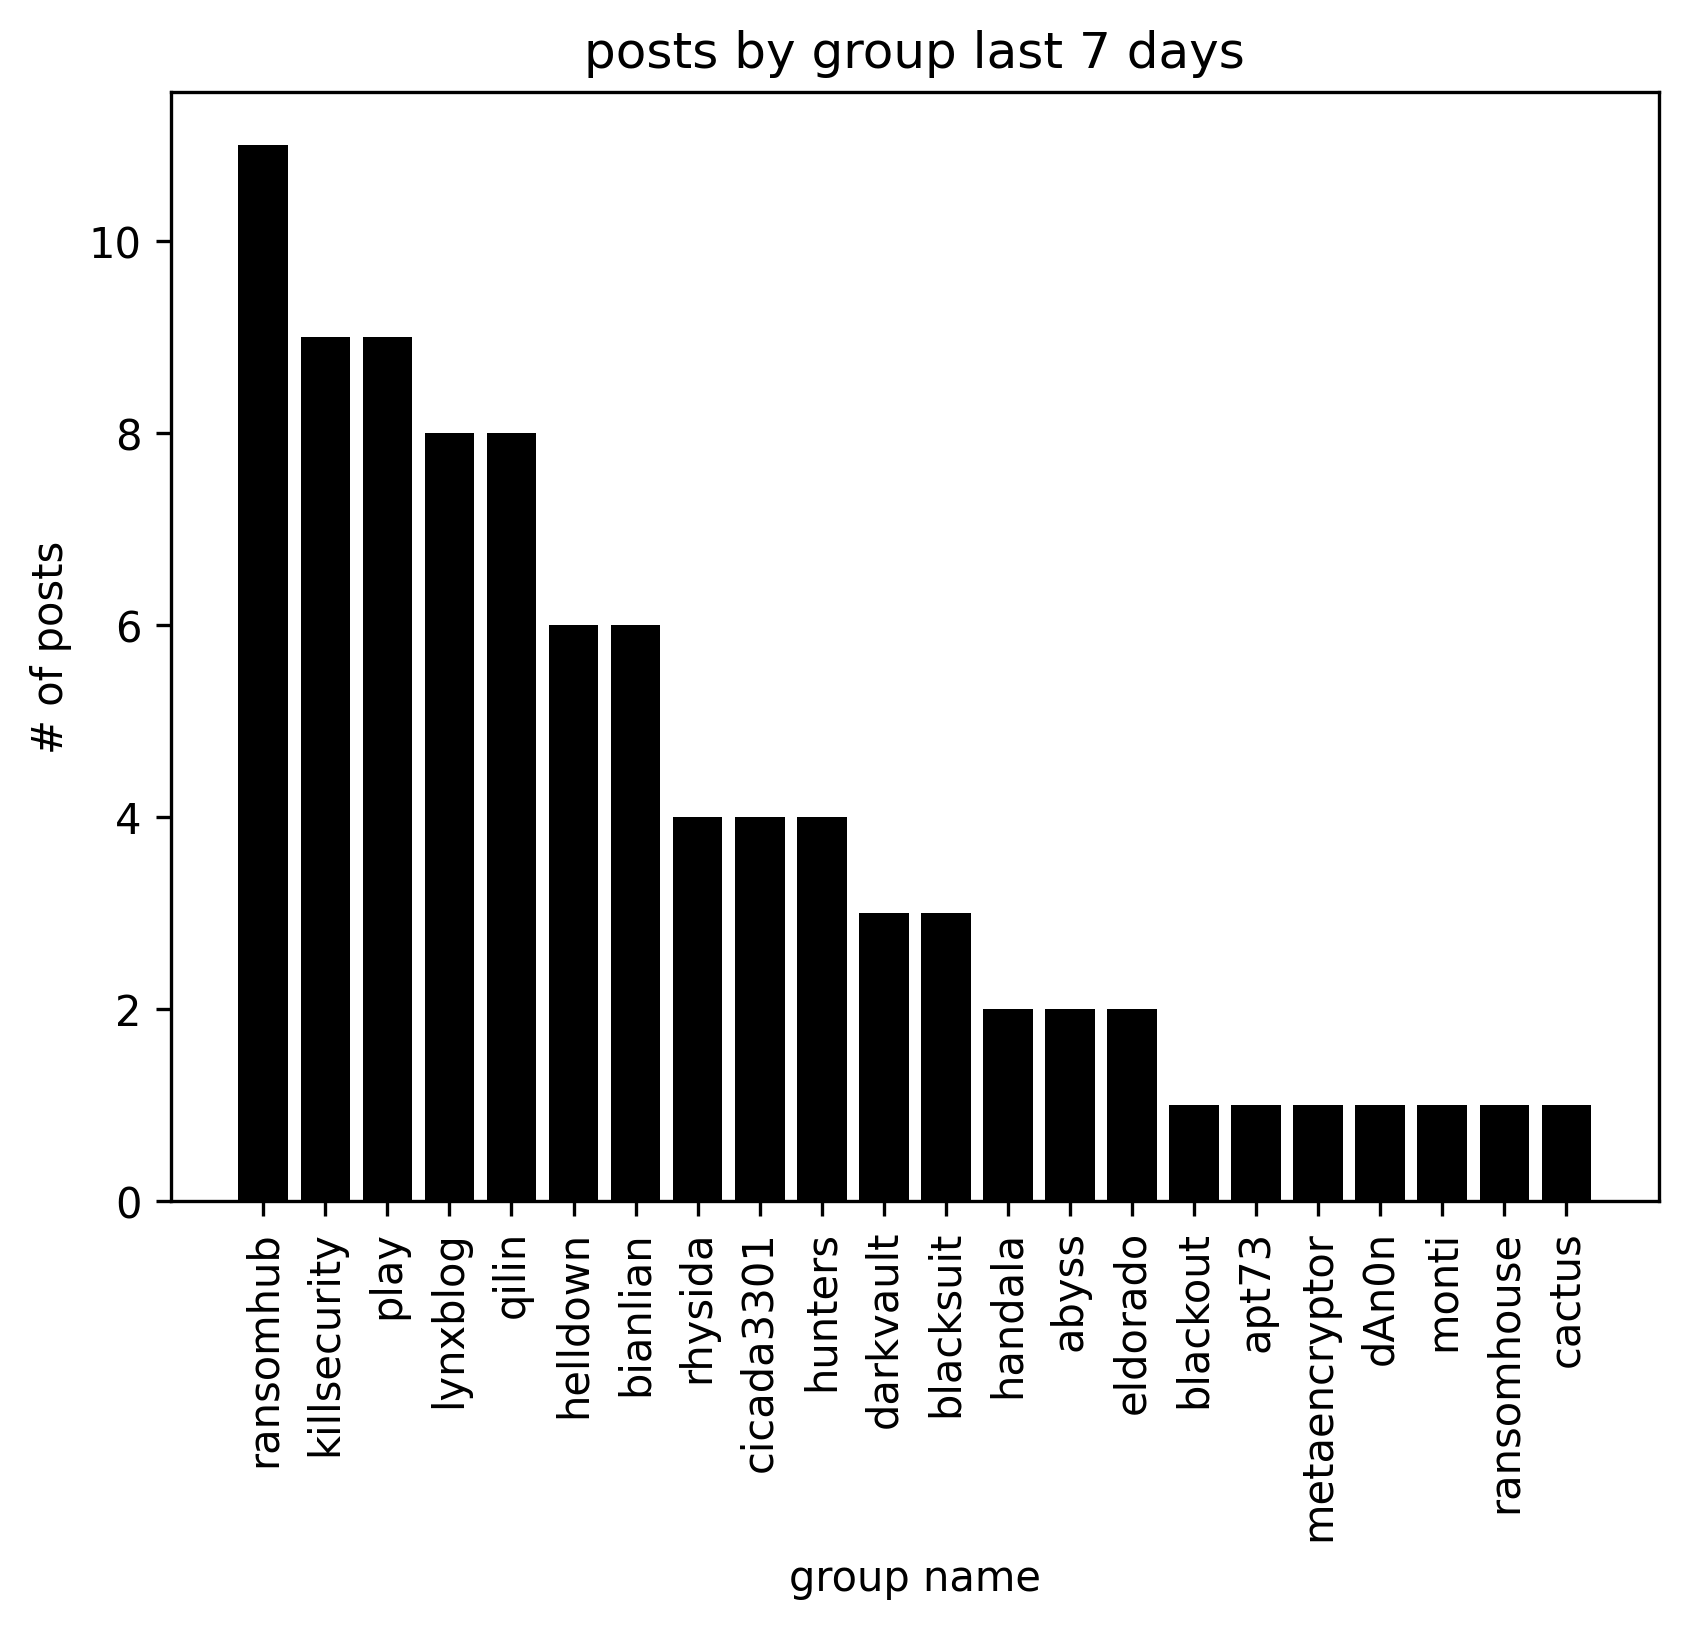 posts by group last 7 days
# of posts
10
8
6
4
2
0
ransomhub
killsecurity
play
lynxblog
qilin
helldown
bianlian
rhysida
cicada3301
hunters
darkvault
blacksuit
handala
abyss
eldorado
blackout
apt73
metaencryptor
dAn0n
monti
ransomhouse
cactus
group name